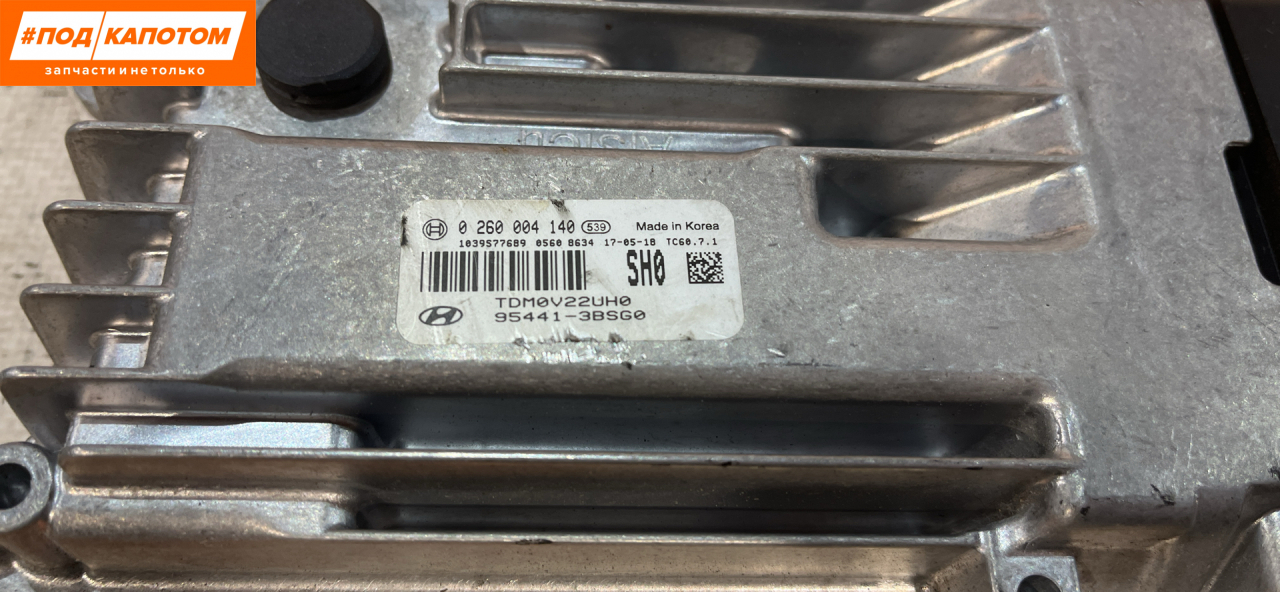 #ПОД/КАПОТОМ
запчасти и не только
0 260 004 140 539 Made in Korea
1039S77689 0560 8634 17-05-18 TC60.7.1
SH0
TDM0V22UH0
95441-3BSG0